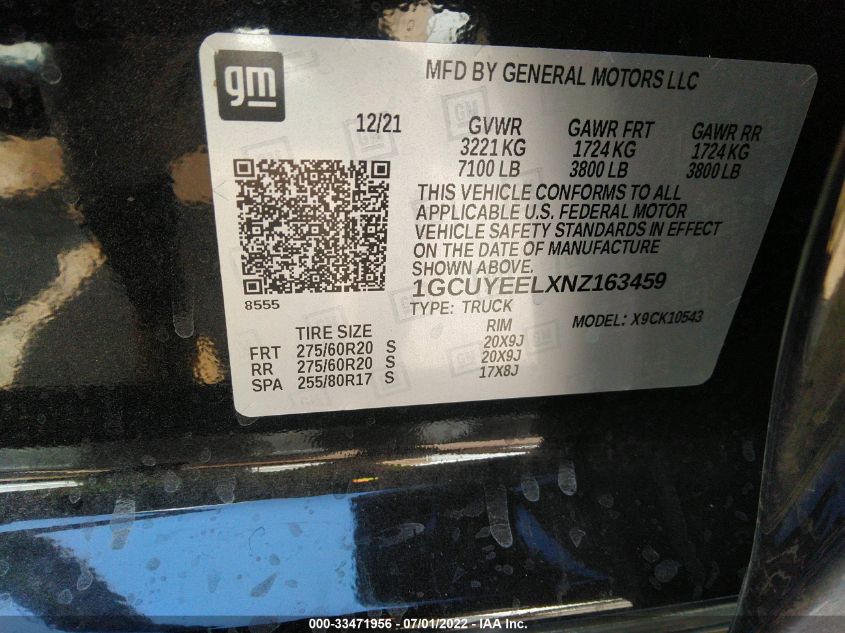 gm
MFD BY GENERAL MOTORS LLC
12/21
GVWR GAWR FRT GAWR RR
3221 KG 1724 KG 1724 KG
7100 LB 3800 LB 3800 LB
THIS VEHICLE CONFORMS TO ALL
APPLICABLE U.S. FEDERAL MOTOR
VEHICLE SAFETY STANDARDS IN EFFECT
ON THE DATE OF MANUFACTURE
SHOWN ABOVE.
1GCUYEELXNZ163459
8555
TYPE: TRUCK MODEL: X9CK10543
TIRE SIZE RIM
FRT 275/60R20 S 20X9J
RR 275/60R20 S 20X9J
SPA 255/80R17 S 17X8J
000-33471956 - 07/01/2022 - IAA Inc.